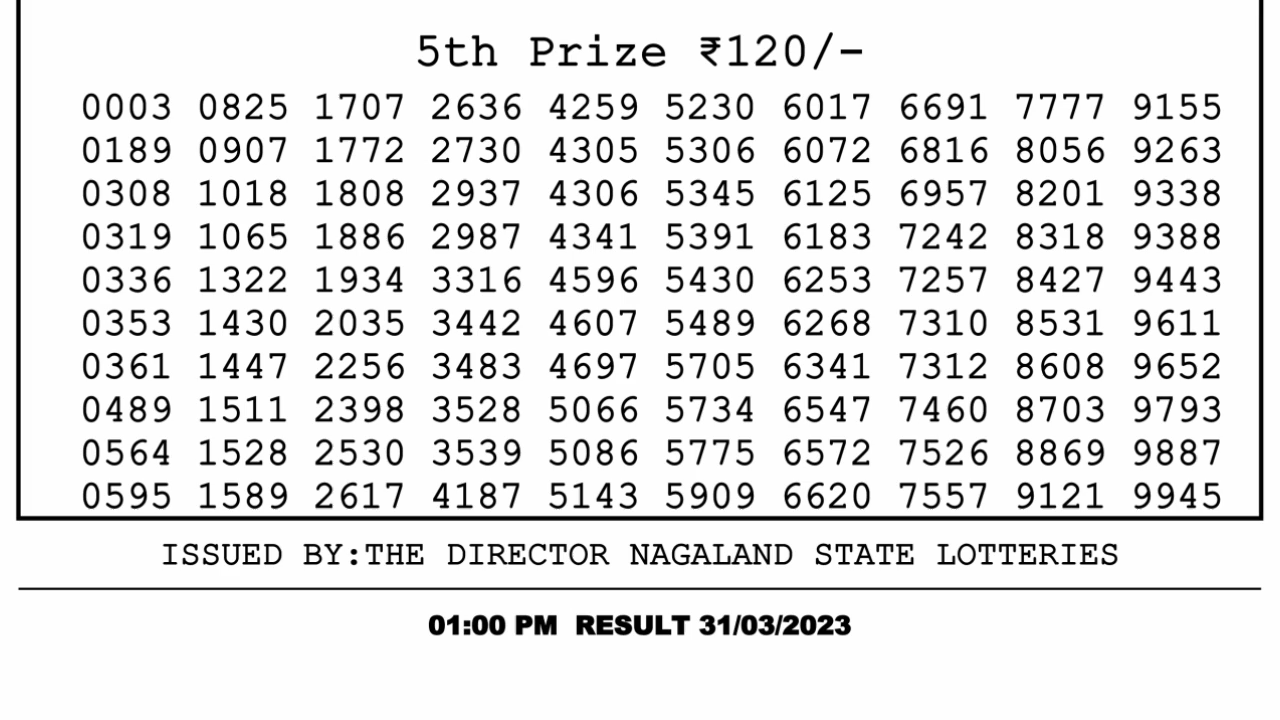 5th Prize ₹120/-
0003 0825 1707 2636 4259 5230 6017 6691 7777 9155
0189 0907 1772 2730 4305 5306 6072 6816 8056 9263
0308 1018 1808 2937 4306 5345 6125 6957 8201 9338
0319 1065 1886 2987 4341 5391 6183 7242 8318 9388
0336 1322 1934 3316 4596 5430 6253 7257 8427 9443
0353 1430 2035 3442 4607 5489 6268 7310 8531 9611
0361 1447 2256 3483 4697 5705 6341 7312 8608 9652
0489 1511 2398 3528 5066 5734 6547 7460 8703 9793
0564 1528 2530 3539 5086 5775 6572 7526 8869 9887
0595 1589 2617 4187 5143 5909 6620 7557 9121 9945
ISSUED BY:THE DIRECTOR NAGALAND STATE LOTTERIES
01:00 PM RESULT 31/03/2023